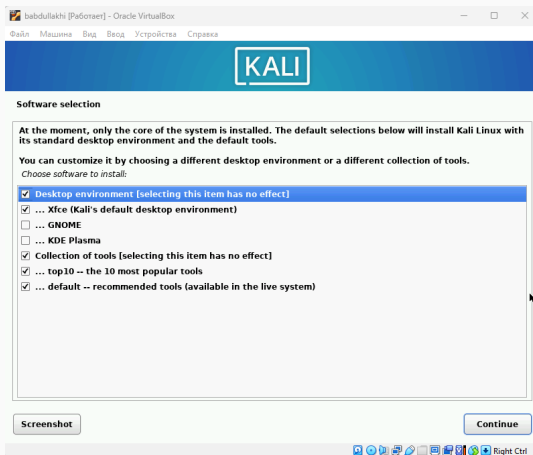 babdullakhi [Работает] - Oracle VirtualBox
Файл Машина Вид Ввод Устройства Справка
KALI
Software selection
At the moment, only the core of the system is installed. The default selections below will install Kali Linux with
its standard desktop environment and the default tools.
You can customize it by choosing a different desktop environment or a different collection of tools.
Choose software to install:
Desktop environment [selecting this item has no effect]
... Xfce (Kali's default desktop environment)
... GNOME
... KDE Plasma
Collection of tools [selecting this item has no effect]
... top10 -- the 10 most popular tools
... default -- recommended tools (available in the live system)
Screenshot
Continue
Right Ctrl